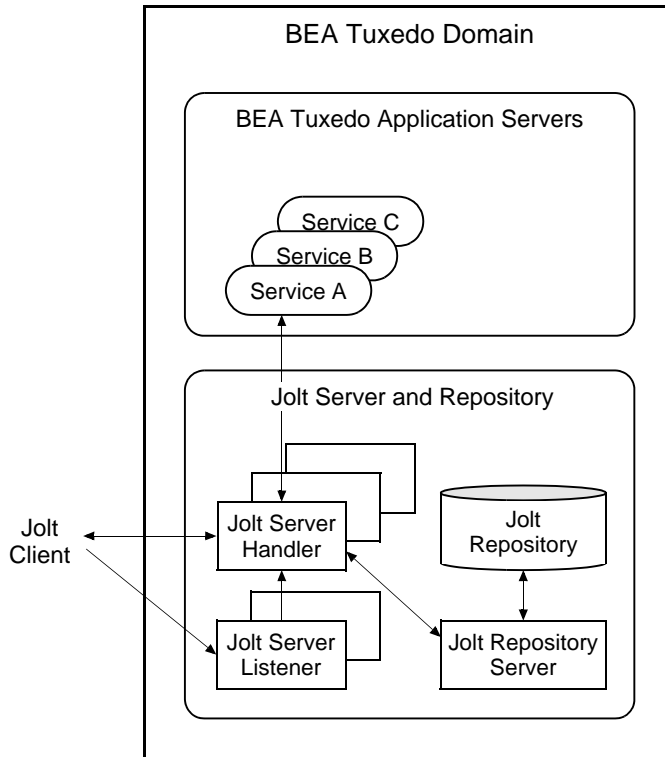 BEA Tuxedo Domain
BEA Tuxedo Application Servers
Service C
Service B
Service A
Jolt Server and Repository
Jolt Server
Handler
Jolt
Repository
Jolt
Client
Jolt Server
Listener
Jolt Repository
Server